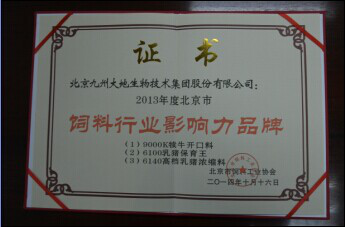 证书
北京九州大地生物技术集团股份有限公司：
2013年度北京市
饲料行业影响力品牌
(1)9000K犊牛开口料
(2)6100乳猪保育王
(3)6140高档乳猪浓缩料
北京市饲料工业协会
二〇一四年十月十六日